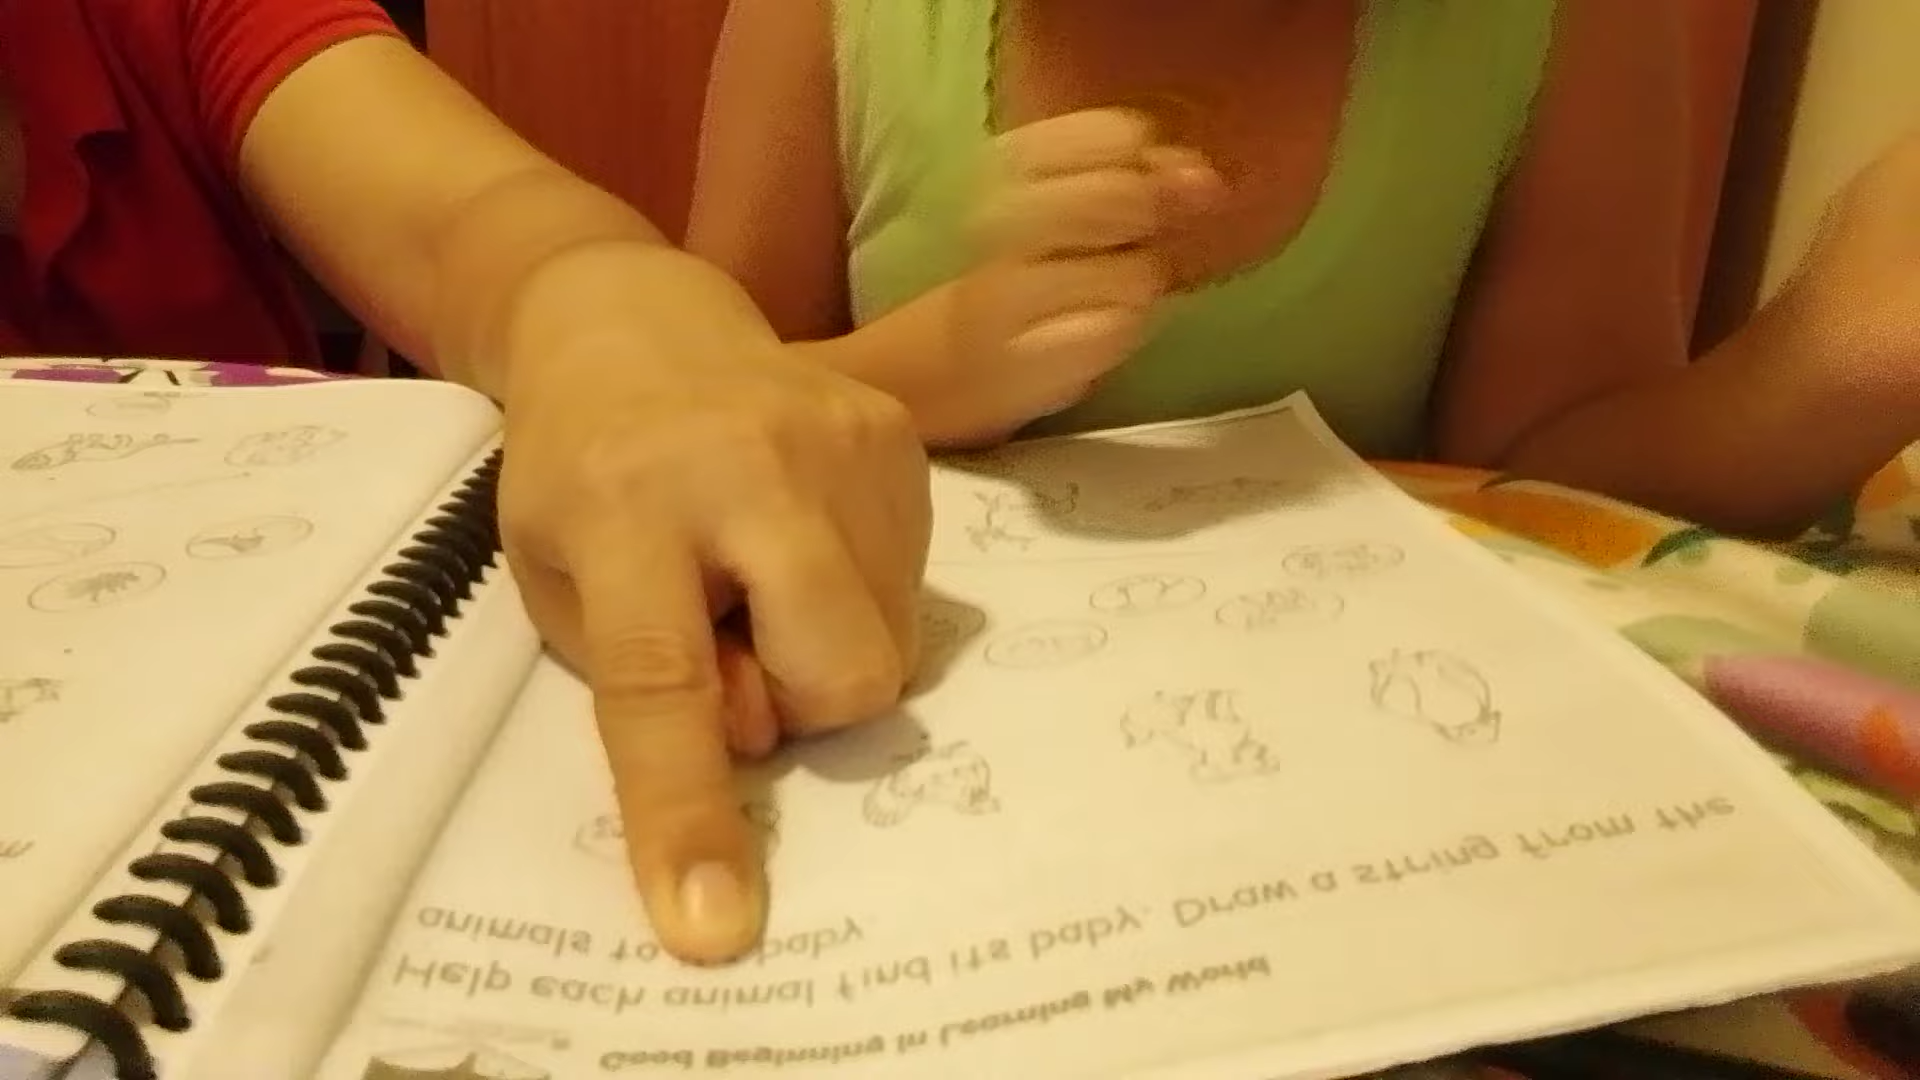 Good Beginning in Learning My World
Help each animal find its baby. Draw a string from the
animals to baby.